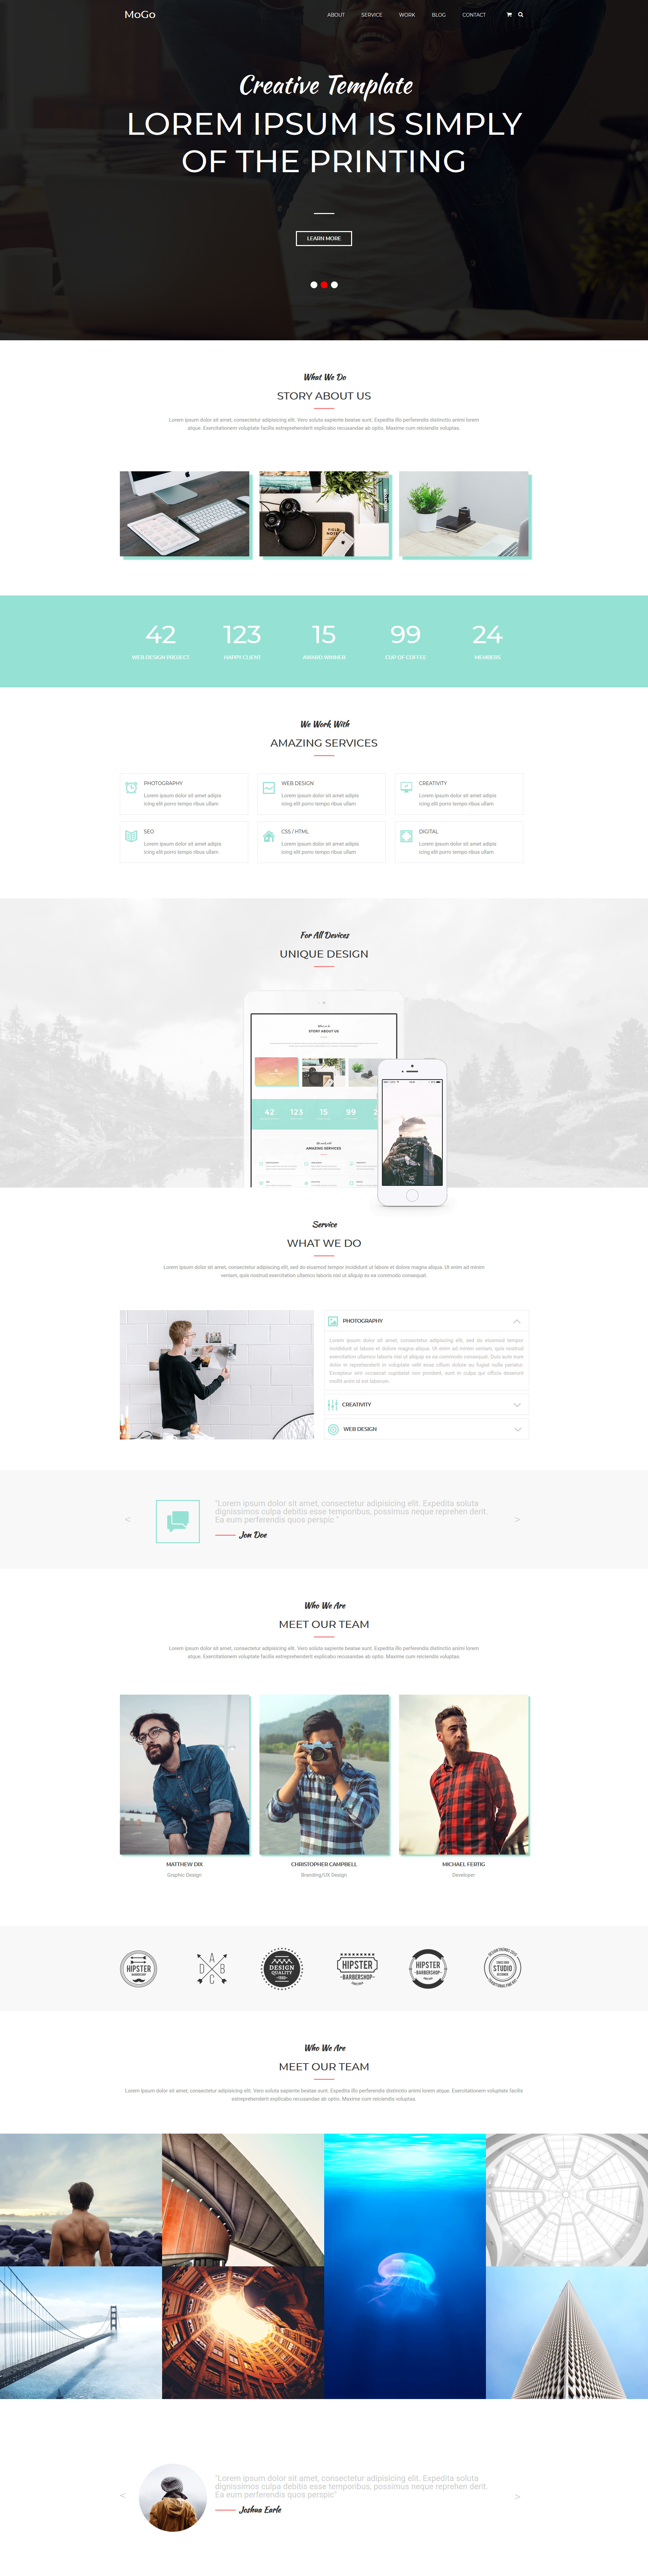 MoGo
ABOUT SERVICE WORK BLOG CONTACT
Creative Template
LOREM IPSUM IS SIMPLY
OF THE PRINTING
LEARN MORE
What We Do
STORY ABOUT US
Lorem ipsum dolor sit amet, consectetur adipisicing elit. Vero soluta sapiente beatae sunt. Expedita illo perferendis distinctio animi lorem
atque. Exercitationem voluptate facilis estreprehenderit explicabo recusandae ab optio. Maxime cum reiciendis voluptas.
FIELD NOTES
42 123 15 99 24
WEB DESIGN PROJECT HAPPY CLIENT AWARD WINNER CUP OF COFFEE MEMBERS
We Work With
AMAZING SERVICES
PHOTOGRAPHY
Lorem ipsum dolor sit amet adipis
icing elit porro tempo ribus ullam
WEB DESIGN
Lorem ipsum dolor sit amet adipis
icing elit porro tempo ribus ullam
CREATIVITY
Lorem ipsum dolor sit amet adipis
icing elit porro tempo ribus ullam
SEO
Lorem ipsum dolor sit amet adipis
icing elit porro tempo ribus ullam
CSS / HTML
Lorem ipsum dolor sit amet adipis
icing elit porro tempo ribus ullam
DIGITAL
Lorem ipsum dolor sit amet adipis
icing elit porro tempo ribus ullam
For All Devices
UNIQUE DESIGN
STORY ABOUT US
42 123 15 99 2
AMAZING SERVICES
Service
WHAT WE DO
Lorem ipsum dolor sit amet, consectetur adipisicing elit, sed do eiusmod tempor incididunt ut labore et dolore magna aliqua. Ut enim ad minim
veniam, quis nostrud exercitation ullamco laboris nisi ut aliquip ex ea commodo consequat.
PHOTOGRAPHY
Lorem ipsum dolor sit amet, consectetur adipisicing elit, sed do eiusmod tempor
incididunt ut labore et dolore magna aliqua. Ut enim ad minim veniam, quis nostrud
exercitation ullamco laboris nisi ut aliquip ex ea commodo consequat. Duis aute irure
dolor in reprehenderit in voluptate velit esse cillum dolore eu fugiat nulla pariatur.
Excepteur sint occaecat cupidatat non proident, sunt in culpa qui officia deserunt
mollit anim id est laborum.
CREATIVITY
WEB DESIGN
< >
"Lorem ipsum dolor sit amet, consectetur adipisicing elit. Expedita soluta
dignissimos culpa debitis esse temporibus, possimus neque reprehen derit.
Ea eum perferendis quos perspic "
Jon Doe
Who We Are
MEET OUR TEAM
Lorem ipsum dolor sit amet, consectetur adipisicing elit. Vero soluta sapiente beatae sunt. Expedita illo perferendis distinctio animi lorem
atque. Exercitationem voluptate facilis estreprehenderit explicabo recusandae ab optio. Maxime cum reiciendis voluptas.
MATTHEW DIX
Graphic Design
CHRISTOPHER CAMPBELL
Branding/UX Design
MICHAEL FERTIG
Developer
HIPSTER
A
D B
C
DESIGN
QUALITY
HIPSTER
BARBERSHOP
HIPSTER
BARBERSHOP
STUDIO
Who We Are
MEET OUR TEAM
Lorem ipsum dolor sit amet, consectetur adipisicing elit. Vero soluta sapiente beatae sunt. Expedita illo perferendis distinctio animi lorem atque. Exercitationem voluptate facilis
estreprehenderit explicabo recusandae ab optio. Maxime cum reiciendis voluptas.
< >
"Lorem ipsum dolor sit amet, consectetur adipisicing elit. Expedita soluta
dignissimos culpa debitis esse temporibus, possimus neque reprehen derit.
Ea eum perferendis quos perspic"
Joshua Earle